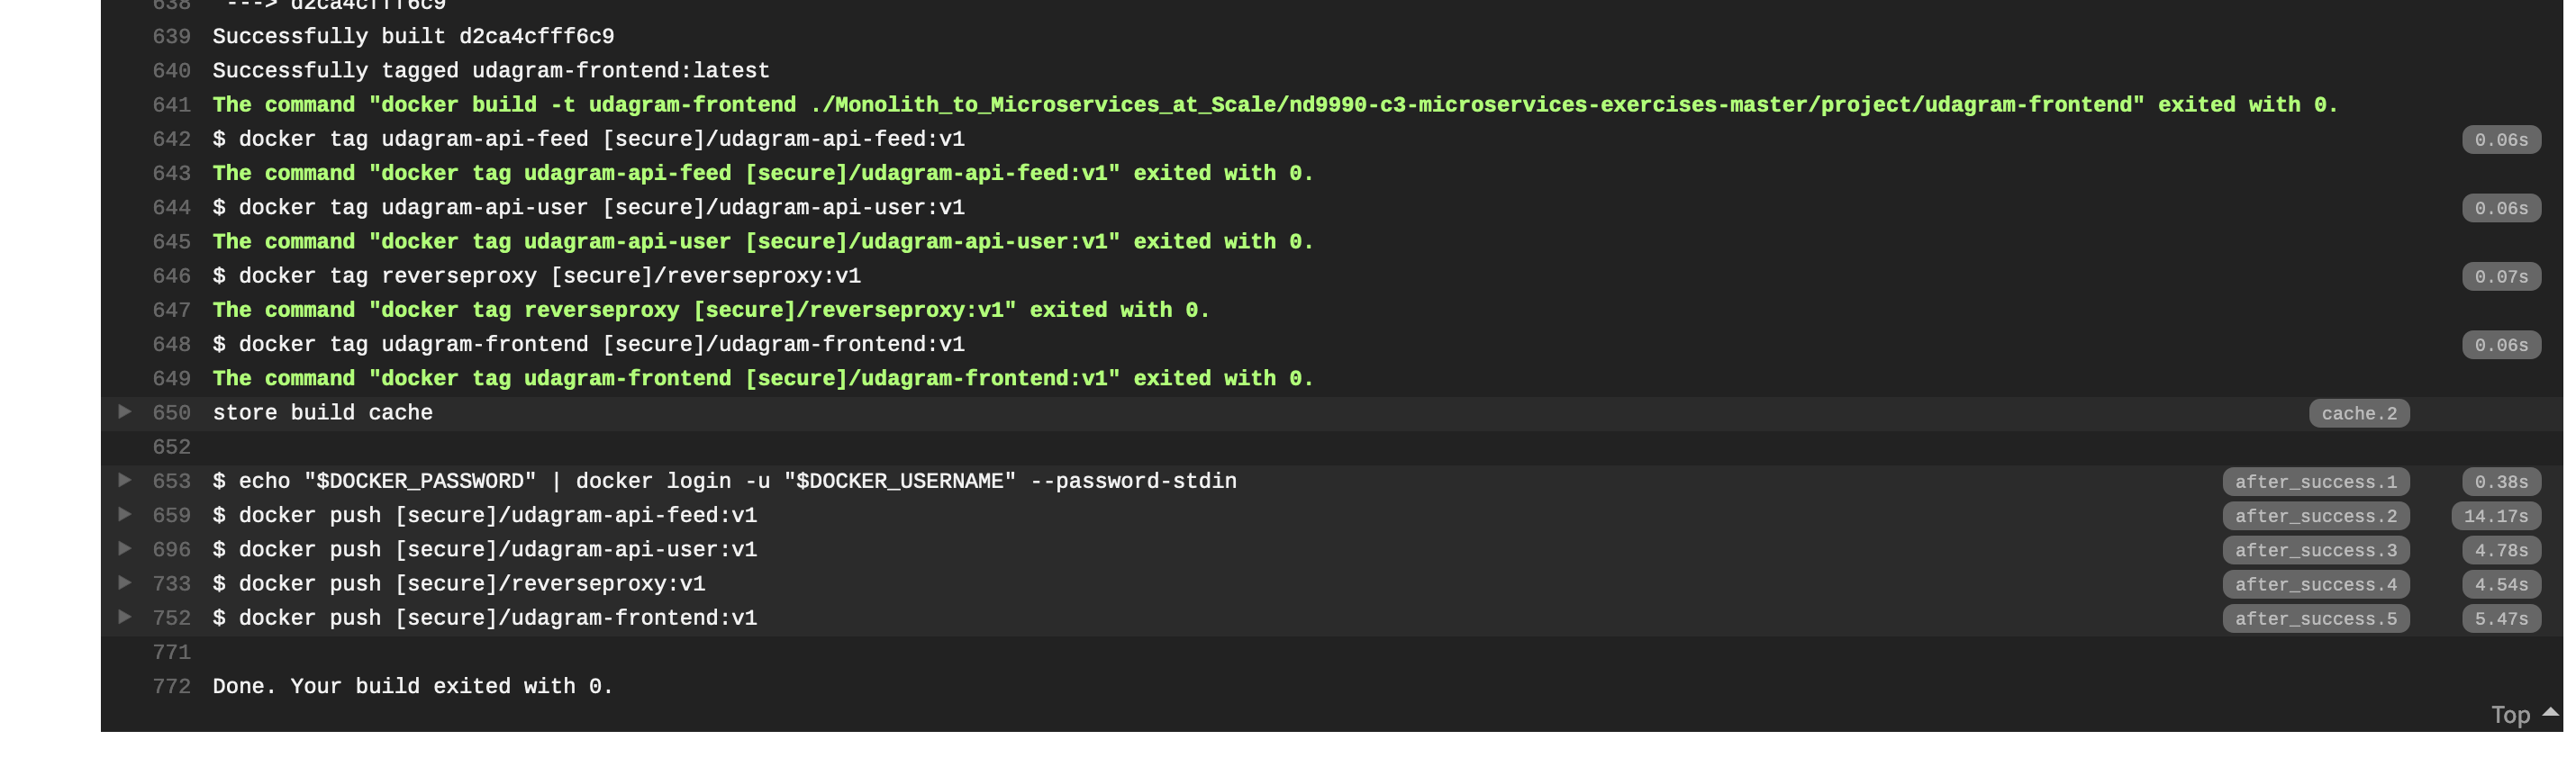 638 ---> d2ca4cfff6c9
639 Successfully built d2ca4cfff6c9
640 Successfully tagged udagram-frontend:latest
641 The command "docker build -t udagram-frontend ./Monolith_to_Microservices_at_Scale/nd9990-c3-microservices-exercises-master/project/udagram-frontend" exited with 0.
642 $ docker tag udagram-api-feed [secure]/udagram-api-feed:v1 0.06s
643 The command "docker tag udagram-api-feed [secure]/udagram-api-feed:v1" exited with 0.
644 $ docker tag udagram-api-user [secure]/udagram-api-user:v1 0.06s
645 The command "docker tag udagram-api-user [secure]/udagram-api-user:v1" exited with 0.
646 $ docker tag reverseproxy [secure]/reverseproxy:v1 0.07s
647 The command "docker tag reverseproxy [secure]/reverseproxy:v1" exited with 0.
648 $ docker tag udagram-frontend [secure]/udagram-frontend:v1 0.06s
649 The command "docker tag udagram-frontend [secure]/udagram-frontend:v1" exited with 0.
650 store build cache cache.2
652
653 $ echo "$DOCKER_PASSWORD" | docker login -u "$DOCKER_USERNAME" --password-stdin after_success.1 0.38s
659 $ docker push [secure]/udagram-api-feed:v1 after_success.2 14.17s
696 $ docker push [secure]/udagram-api-user:v1 after_success.3 4.78s
733 $ docker push [secure]/reverseproxy:v1 after_success.4 4.54s
752 $ docker push [secure]/udagram-frontend:v1 after_success.5 5.47s
771
772 Done. Your build exited with 0.
Top